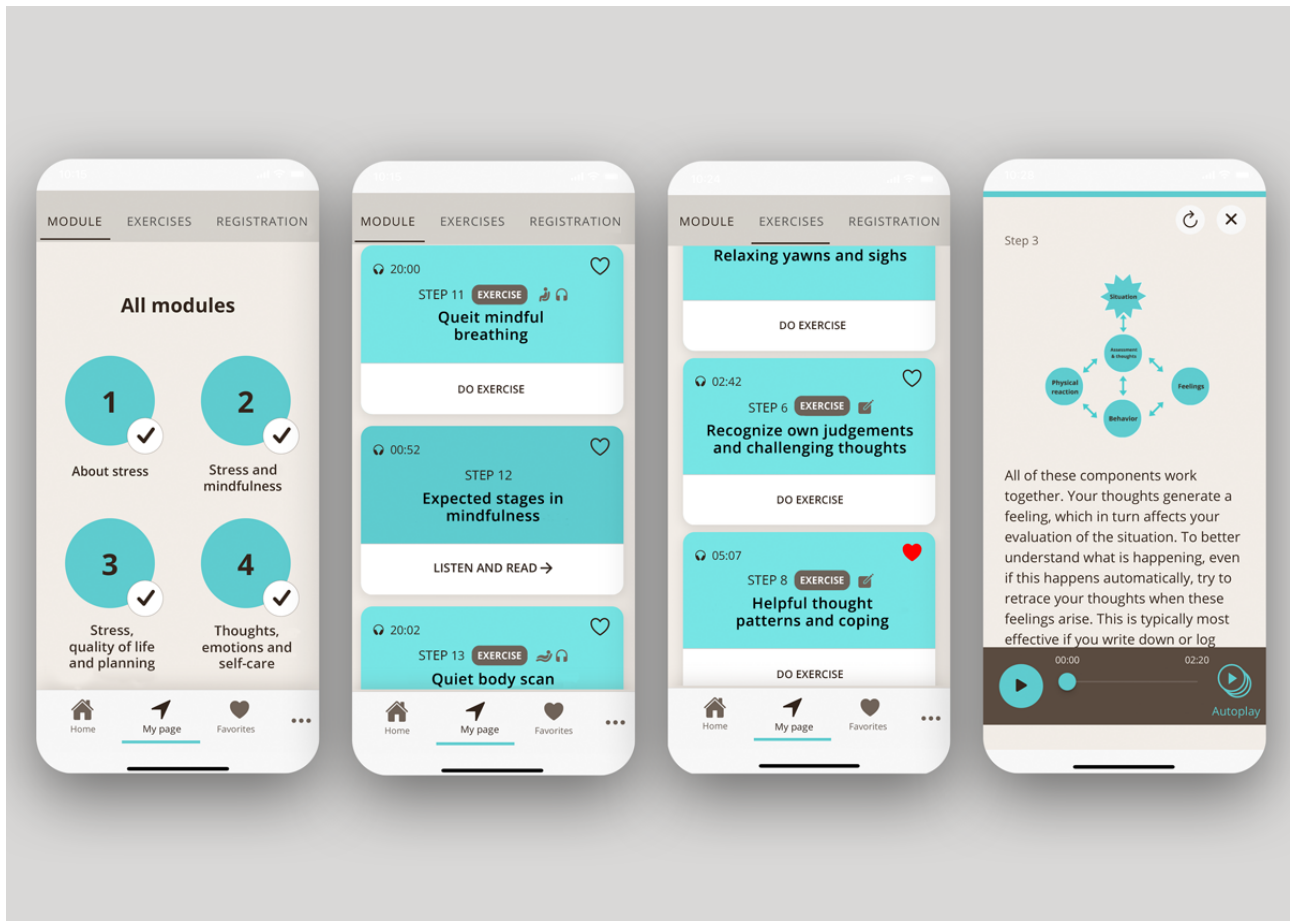 10:35
MODULE EXERCISES REGISTRATION
All modules
1
2
About stress
Stress and
mindfulness
3
4
Stress,
quality of life
and planning
Thoughts,
emotions and
self-care
Home
My page
Favorites
MODULE EXERCISES REGISTRATION
20:00
STEP 11 EXERCISE
Queit mindful
breathing
DO EXERCISE
00:52
STEP 12
Expected stages in
mindfulness
LISTEN AND READ
20:02
STEP 13 EXERCISE
Quiet body scan
Home
My page
Favorites
MODULE EXERCISES REGISTRATION
Relaxing yawns and sighs
DO EXERCISE
02:42
STEP 6 EXERCISE
Recognize own judgements
and challenging thoughts
DO EXERCISE
05:07
STEP 8 EXERCISE
Helpful thought
patterns and coping
DO EXERCISE
Home
My page
Favorites
Step 3
Situation
Assessment
& thoughts
Physical
reaction
Feelings
Behavior
All of these components work
together. Your thoughts generate a
feeling, which in turn affects your
evaluation of the situation. To better
understand what is happening, even
if this happens automatically, try to
retrace your thoughts when these
feelings arise. This is typically most
effective if you write down or log
00:00
02:20
Autoplay